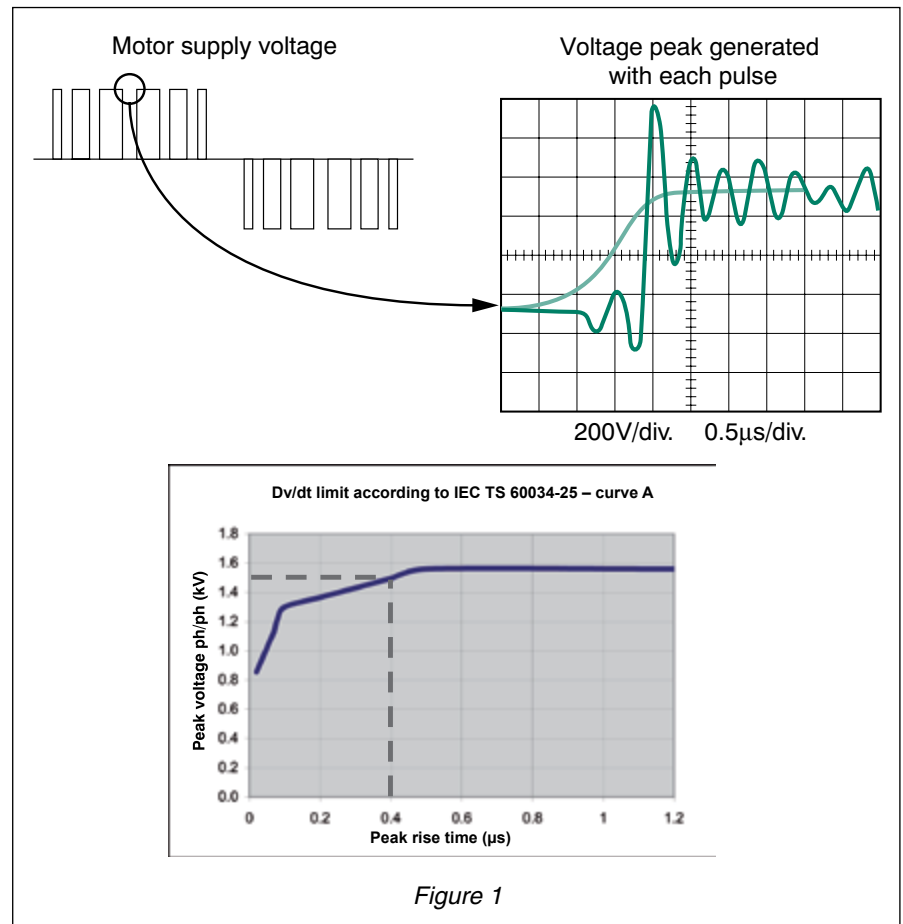 Motor supply voltage
Voltage peak generated
with each pulse
200V/div. 0.5µs/div.
Dv/dt limit according to IEC TS 60034-25 – curve A
Peak voltage ph/ph (kV)
1.8
1.6
1.4
1.2
1.0
0.8
0.6
0.4
0.2
0.0
0 0.2 0.4 0.6 0.8 1 1.2
Peak rise time (µs)
Figure 1